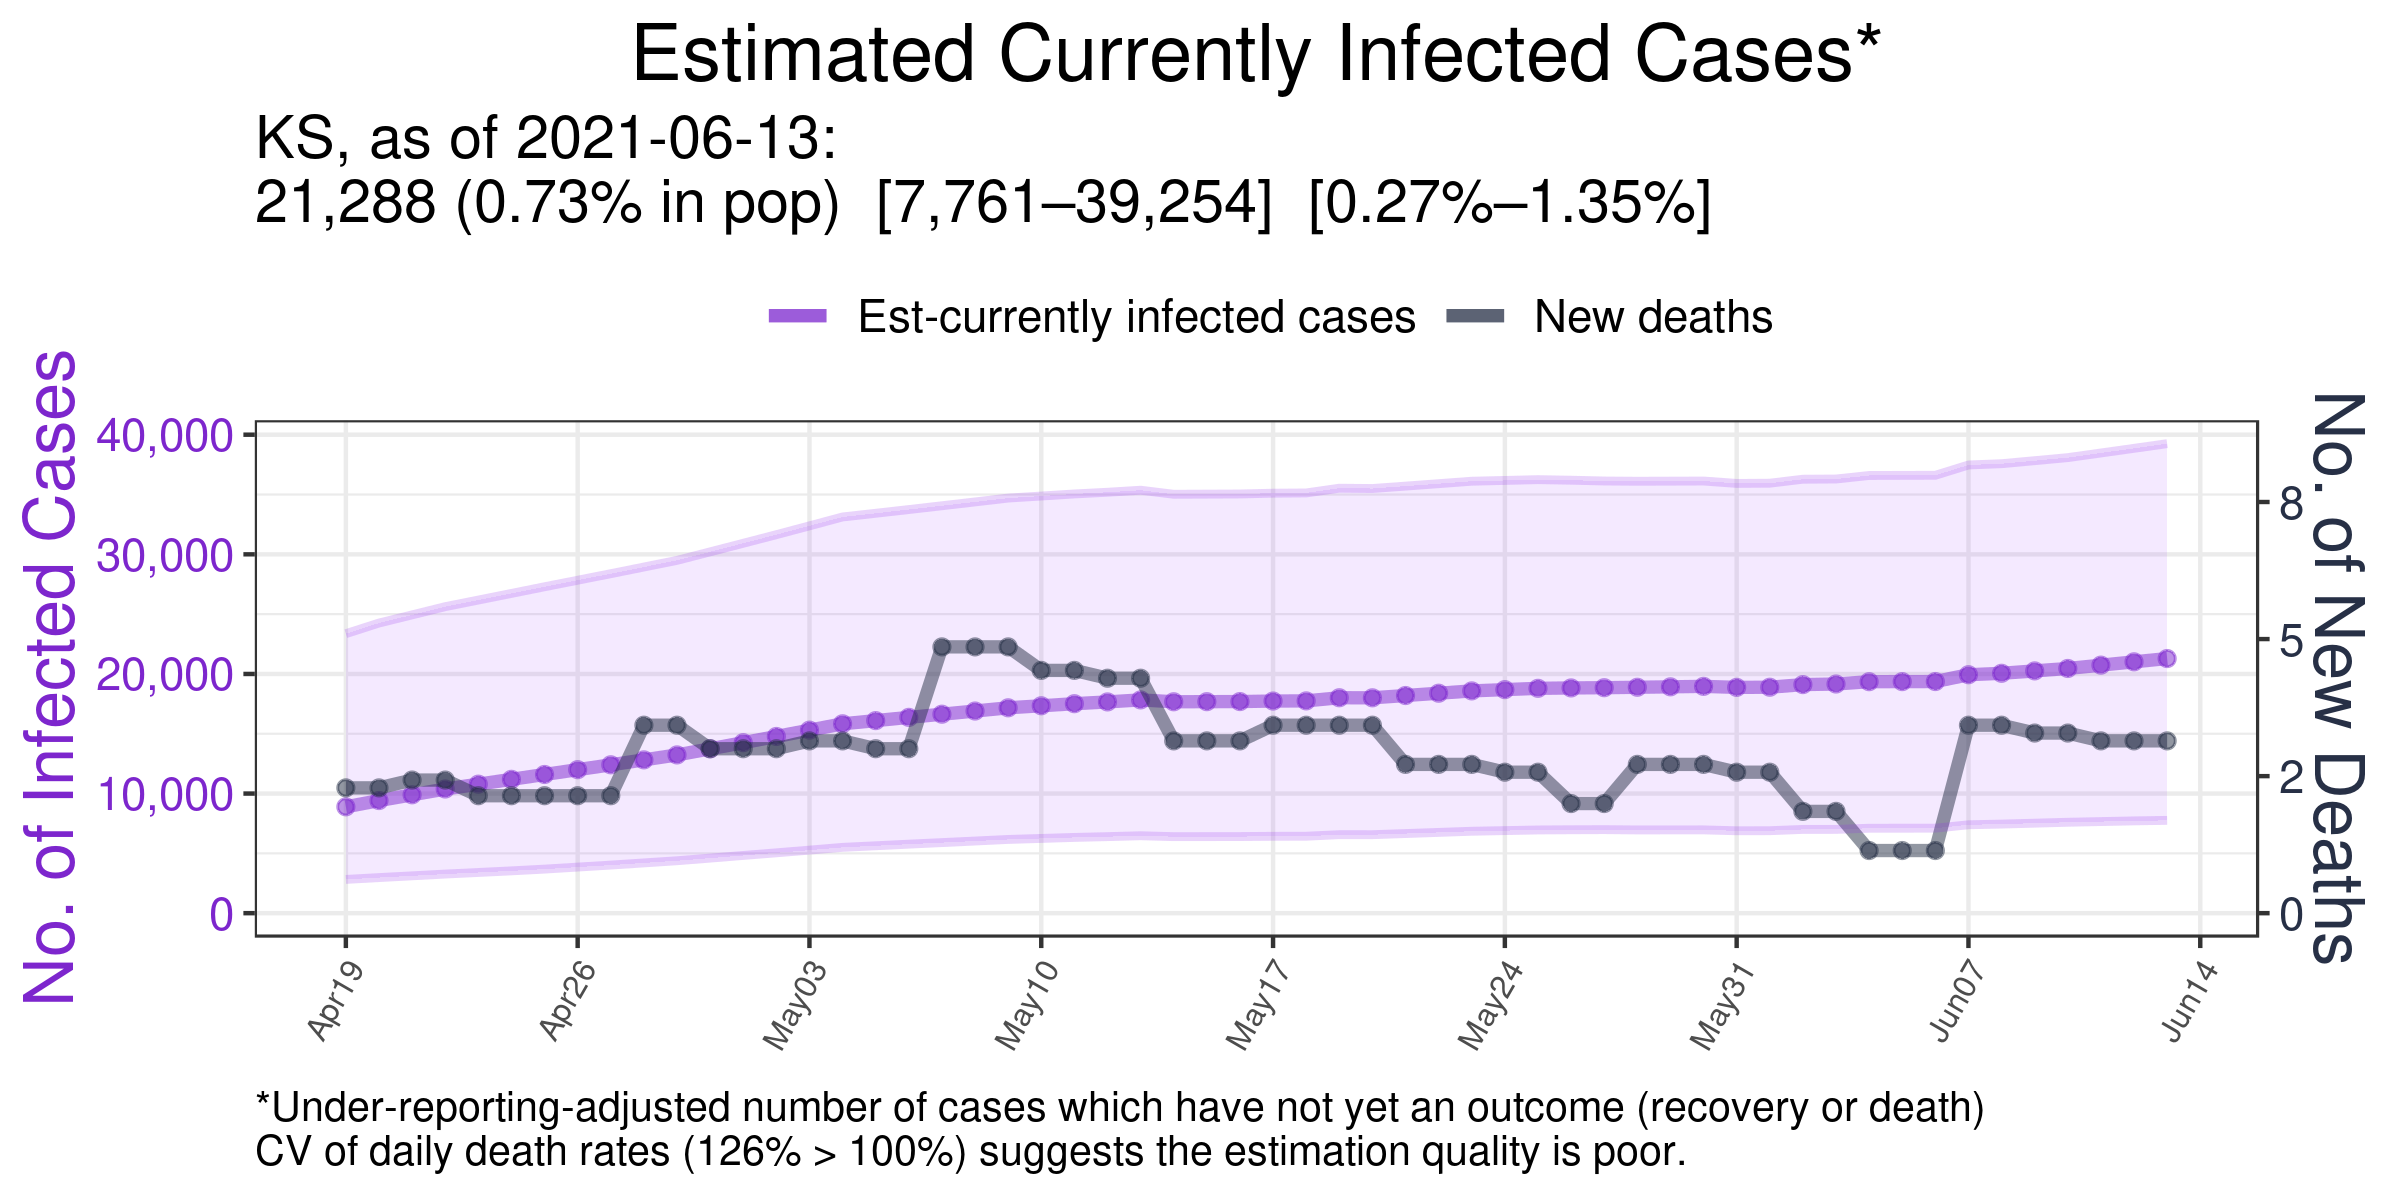 Estimated Currently Infected Cases*
KS, as of 2021-06-13:
21,288 (0.73% in pop)  [7,761–39,254]  [0.27%–1.35%]
Est-currently infected cases
New deaths
No. of Infected Cases
40,000
30,000
20,000
10,000
0
No. of New Deaths
8
5
2
0
Apr19
Apr26
May03
May10
May17
May24
May31
Jun07
Jun14
*Under-reporting-adjusted number of cases which have not yet an outcome (recovery or death)
CV of daily death rates (126% > 100%) suggests the estimation quality is poor.